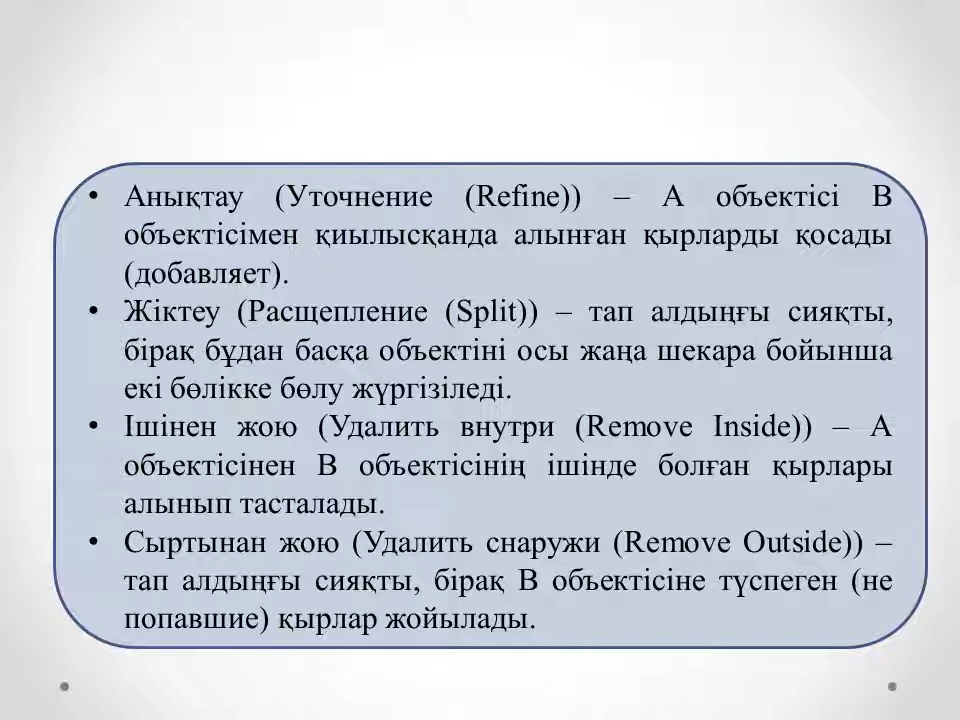 • Анықтау (Уточнение (Refine)) – А объектісі В
объектісімен қиылысқанда алынған қырларды қосады
(добавляет).
• Жіктеу (Расщепление (Split)) – тап алдыңғы сияқты,
бірақ бұдан басқа объектіні осы жаңа шекара бойынша
екі бөлікке бөлу жүргізіледі.
• Ішінен жою (Удалить внутри (Remove Inside)) – А
объектісінен В объектісінің ішінде болған қырлары
алынып тасталады.
• Сыртынан жою (Удалить снаружи (Remove Outside)) –
тап алдыңғы сияқты, бірақ В объектісіне түспеген (не
попавшие) қырлар жойылады.